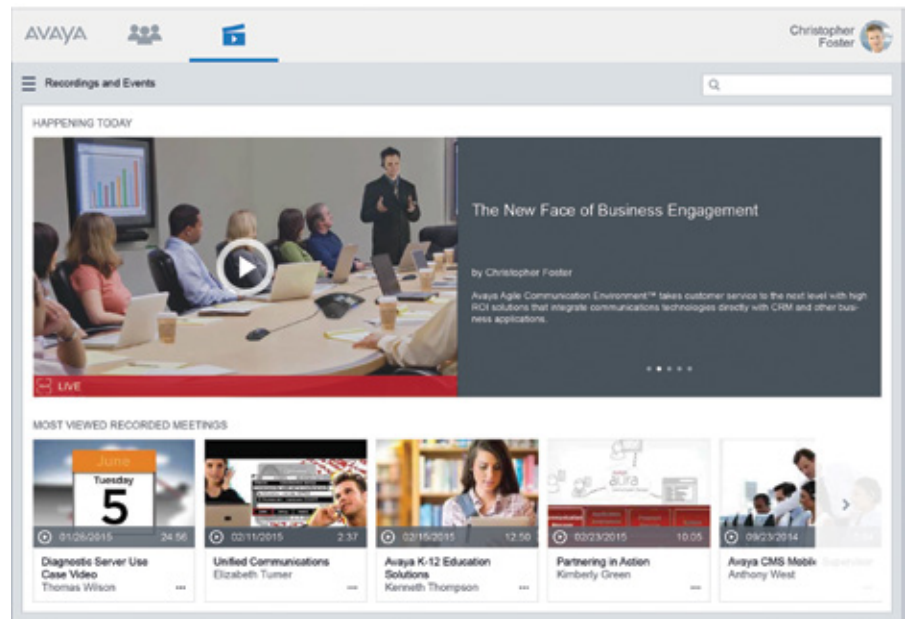 AVAYA
Christopher
Foster
Recordings and Events
HAPPENING TODAY
The New Face of Business Engagement
by Christopher Foster
Avaya Agile Communication Environment™ takes customer service to the next level with high
ROI solutions that integrate communications technologies directly with CRM and other bus-
ness applications.
LIVE
MOST VIEWED RECORDED MEETINGS
June
Tuesday
5
AVAYA
aura
01/26/2015 24:56
02/11/2015 2:37
02/15/2015 12:50
02/23/2015 10:05
09/23/2014
Diagnostic Server Use
Case Video
Thomas Wilson
Unified Communications
Elizabeth Turner
Avaya K-12 Education
Solutions
Kenneth Thompson
Partnering in Action
Kimberly Green
Avaya CMS Mobile Supervisor
Anthony West